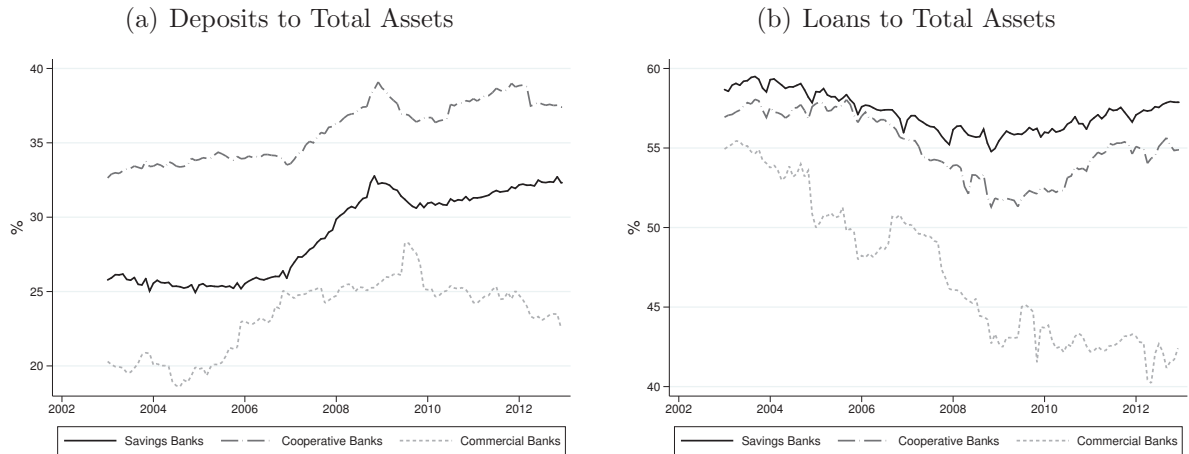 (a) Deposits to Total Assets
40
35
30
25
20
%
2002 2004 2006 2008 2010 2012
Savings Banks Cooperative Banks Commercial Banks
(b) Loans to Total Assets
60
55
50
45
40
%
2002 2004 2006 2008 2010 2012
Savings Banks Cooperative Banks Commercial Banks